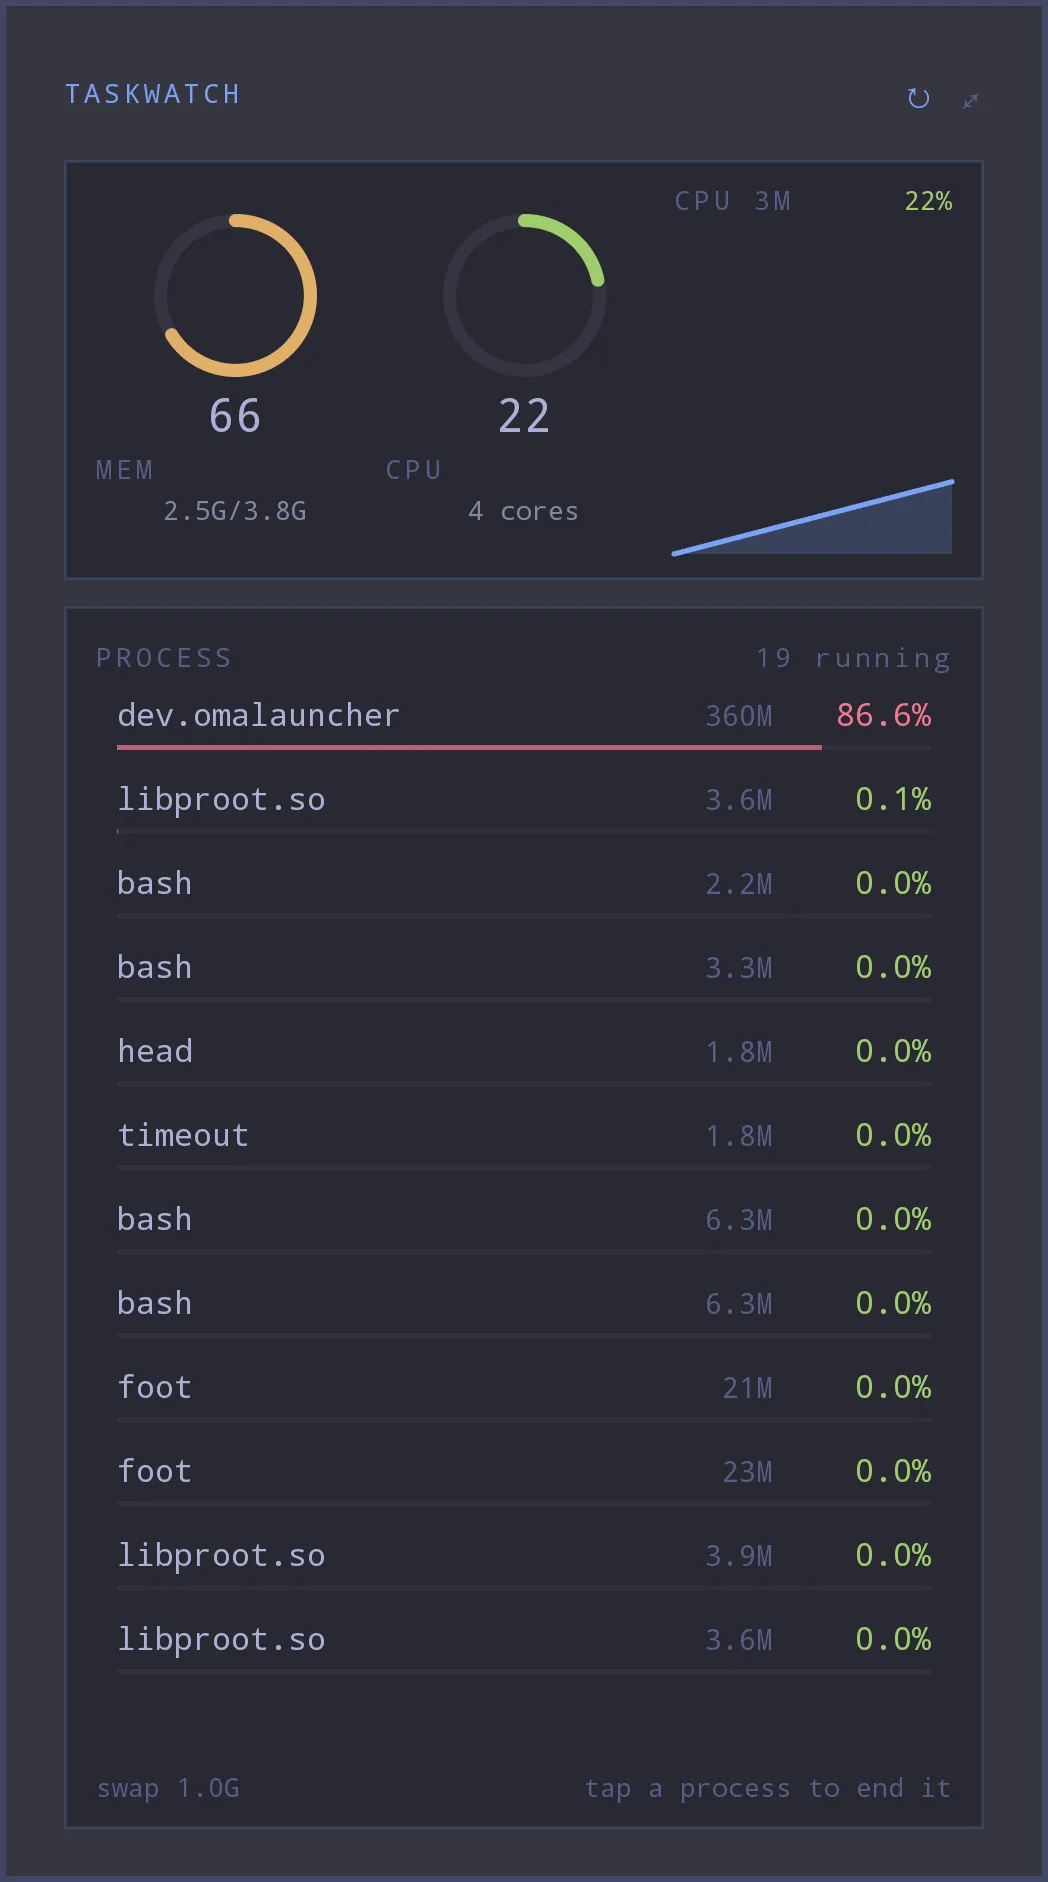 TASKWATCH
CPU 3M 22%
66 22
MEM CPU
2.5G/3.8G 4 cores
PROCESS 19 running
dev.omalauncher 360M 86.6%
libproot.so 3.6M 0.1%
bash 2.2M 0.0%
bash 3.3M 0.0%
head 1.8M 0.0%
timeout 1.8M 0.0%
bash 6.3M 0.0%
bash 6.3M 0.0%
foot 21M 0.0%
foot 23M 0.0%
libproot.so 3.9M 0.0%
libproot.so 3.6M 0.0%
swap 1.0G tap a process to end it